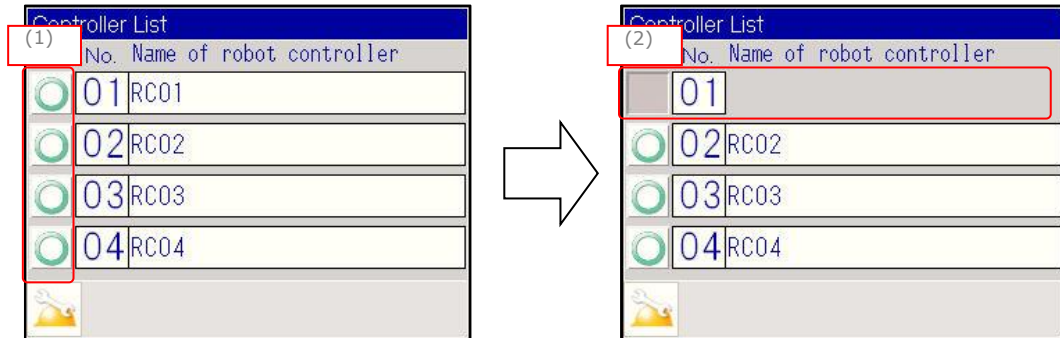 Controller List
(1)
No. Name of robot controller
01 RC01
02 RC02
03 RC03
04 RC04
Controller List
(2)
No. Name of robot controller
01
02 RC02
03 RC03
04 RC04